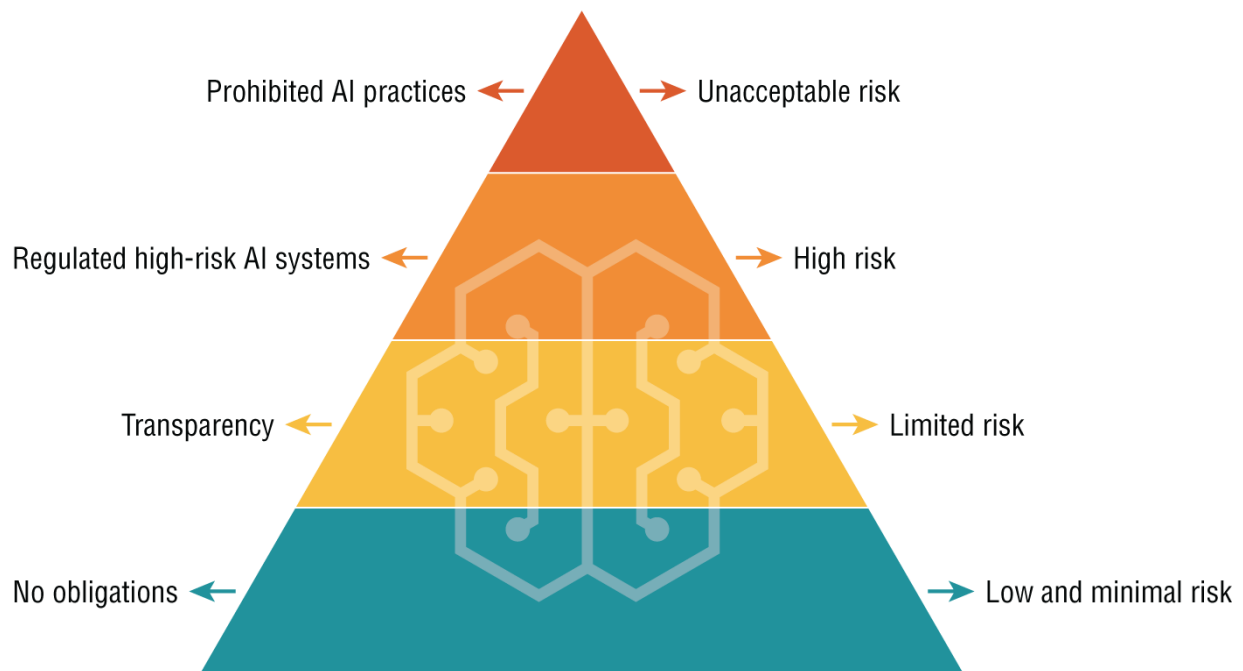 Prohibited AI practices
Unacceptable risk
Regulated high-risk AI systems
High risk
Transparency
Limited risk
No obligations
Low and minimal risk